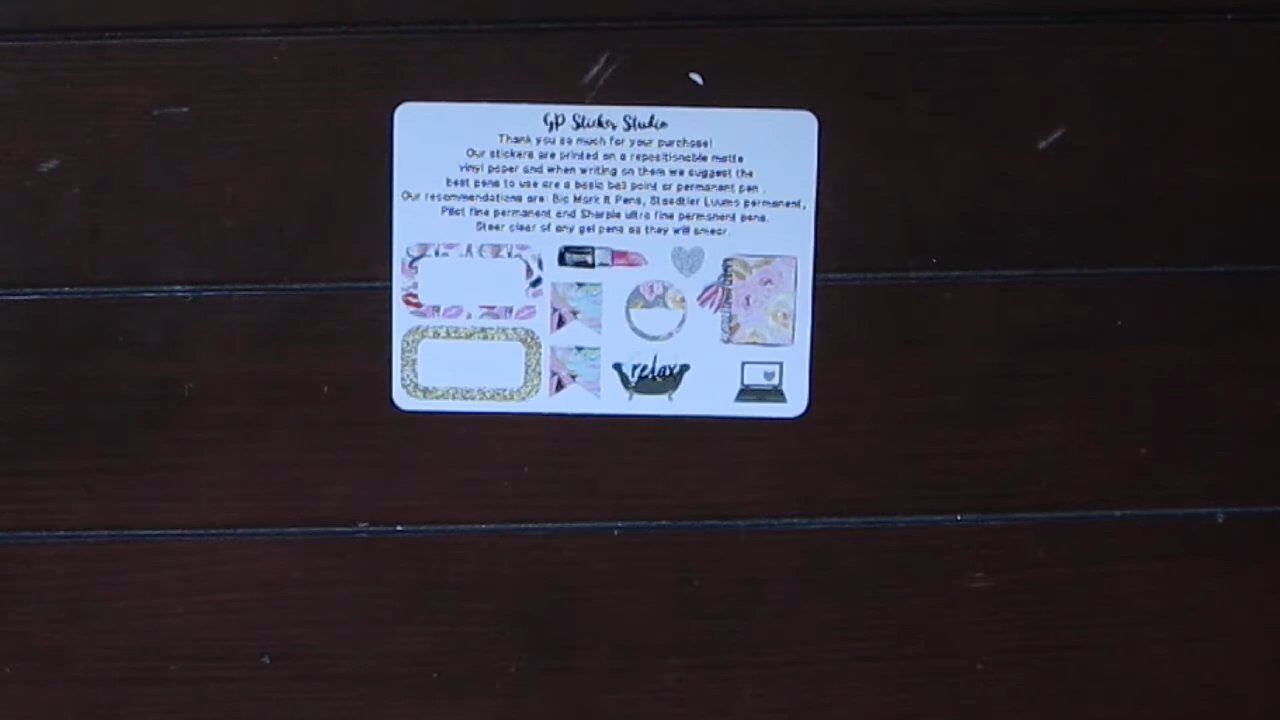 GP Sticker Studio
Thank you so much for your purchase!
Our stickers are printed on a repositionable matte
vinyl paper and when writing on them we suggest the
best pens to use are a basic ball point or permanent pen .
Our recommendations are: Bic Mark It Pens, Staedtler Lumos permanent,
Pilot fine permanent and Sharpie ultra fine permanent pens.
Steer clear of any gel pens as they will smear.
relax